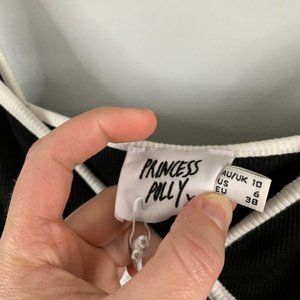 PRINCESS
POLLY
AU/UK 10
US 6
EU 38